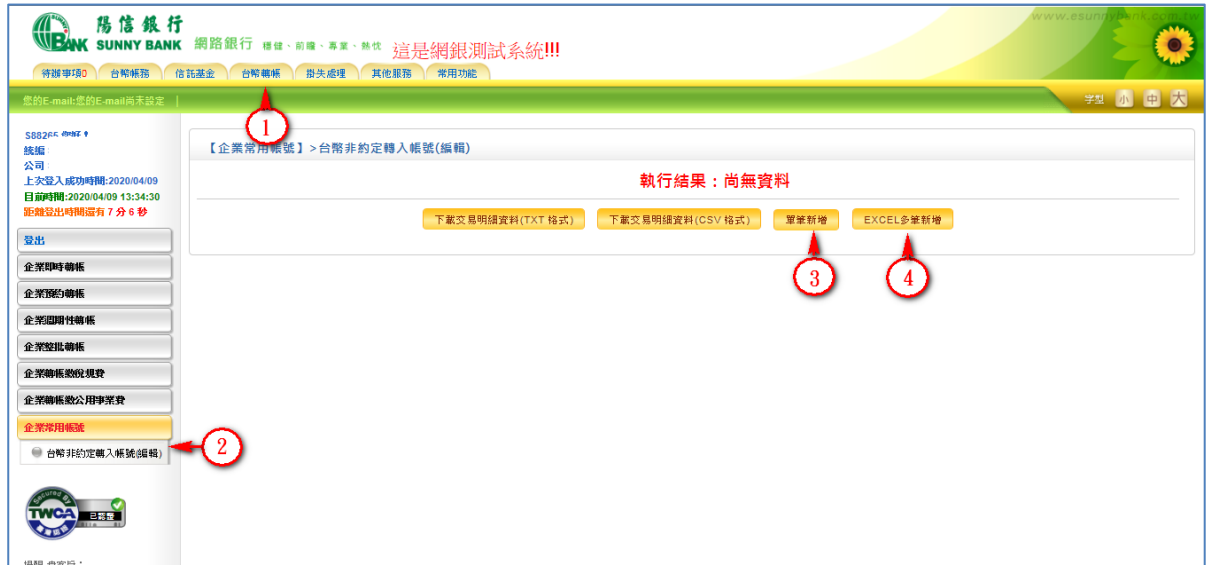 陽信銀行
BANK SUNNY BANK 網路銀行 穩健、前瞻、專業、熱忱 這是網銀測試系統!!!
www.esunnybank.com.tw
待辦事項0 台幣帳務 信託基金 台幣轉帳 掛失處理 其他服務 常用功能
您的E-mail:您的E-mail尚未設定 |
字型 小 中 大
1
統編:
公司:
上次登入成功時間:2020/04/09
目前時間:2020/04/09 13:34:30
距離登出時間還有 7 分 6 秒
【企業常用帳號】>台幣非約定轉入帳號(編輯)
執行結果：尚無資料
下載交易明細資料(TXT 格式) 下載交易明細資料(CSV 格式) 單筆新增 EXCEL多筆新增
3 4
登出
企業即時轉帳
企業預約轉帳
企業週期性轉帳
企業整批轉帳
企業轉帳繳稅規費
企業轉帳繳公用事業費
企業常用帳號
台幣非約定轉入帳號(編輯)
2
Secured By
TWCA 已認證